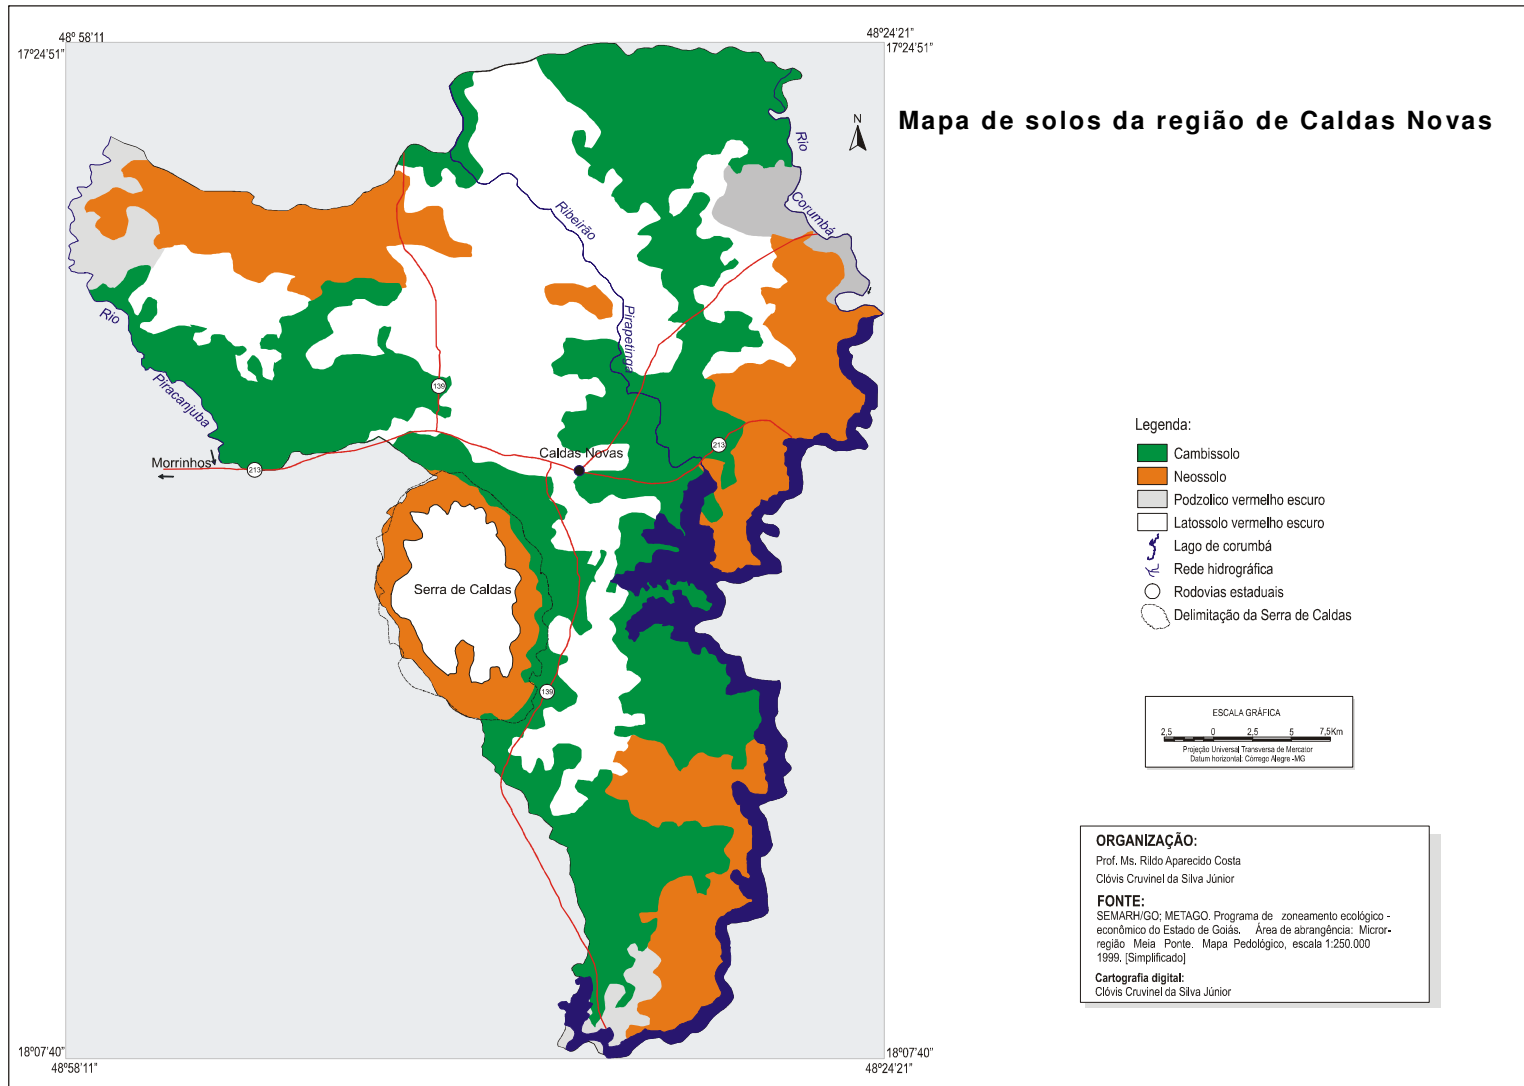 48º 58'11
48º24'21"
17º24'51"
17º24'51"
Mapa de solos da região de Caldas Novas
N
Rio
Corumbá
Ribeirão
Pirapetinga
Rio
Piracanjuba
139
213
Caldas Novas
Morrinhos
213
Serra de Caldas
139
Legenda:
Cambissolo
Neossolo
Podzolico vermelho escuro
Latossolo vermelho escuro
Lago de corumbá
Rede hidrográfica
Rodovias estaduais
Delimitação da Serra de Caldas
ESCALA GRÁFICA
2,5 0 2,5 5 7,5Km
Projeção Universal Transversa de Mercator
Datum horizontal: Córrego Alegre -MG
ORGANIZAÇÃO:
Prof. Ms. Rildo Aparecido Costa
Clóvis Cruvinel da Silva Júnior
FONTE:
SEMARH/GO; METAGO. Programa de zoneamento ecológico -
econômico do Estado de Goiás. Área de abrangência: Micror-
região Meia Ponte. Mapa Pedológico, escala 1:250.000
1999. [Simplificado]
Cartografia digital:
Clóvis Cruvinel da Silva Júnior
18º07'40"
18º07'40"
48º58'11"
48º24'21"